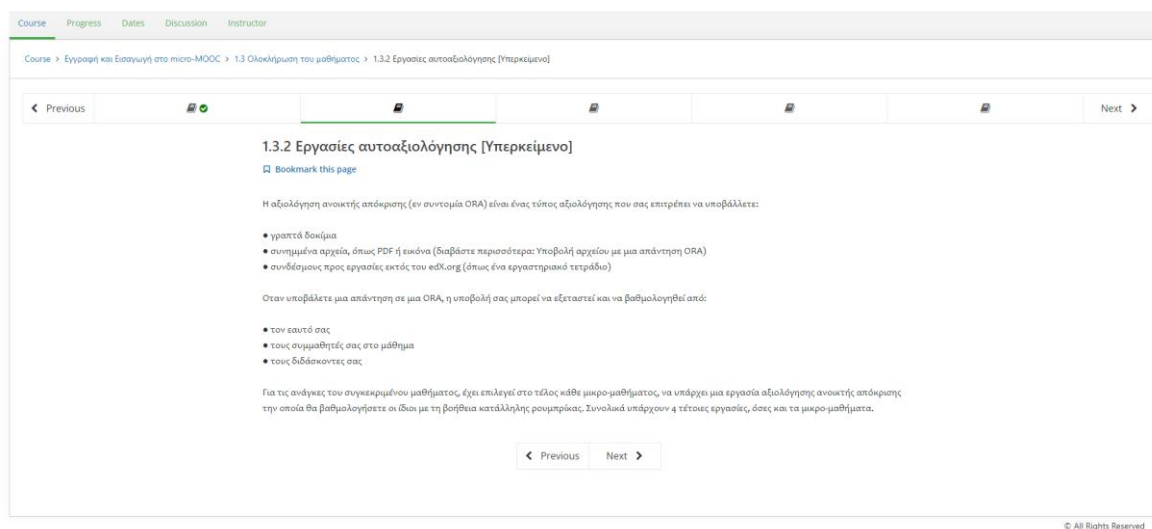 Course Progress Dates Discussion Instructor
Course > Εγγραφή και Εισαγωγή στο micro-MOOC > 1.3 Ολοκλήρωση του μαθήματος > 1.3.2 Εργασίες αυτοαξιολόγησης [Υπερκείμενο]
Previous Next
1.3.2 Εργασίες αυτοαξιολόγησης [Υπερκείμενο]
Bookmark this page
Η αξιολόγηση ανοικτής απόκρισης (εν συντομία ORA) είναι ένας τύπος αξιολόγησης που σας επιτρέπει να υποβάλλετε:
● γραπτά δοκίμια
● συνημμένα αρχεία, όπως PDF ή εικόνα (διαβάστε περισσότερα: Υποβολή αρχείου με μια απάντηση ORA)
● συνδέσμους προς εργασίες εκτός του edX.org (όπως ένα εργαστηριακό τετράδιο)
Οταν υποβάλετε μια απάντηση σε μια ORA, η υποβολή σας μπορεί να εξεταστεί και να βαθμολογηθεί από:
● τον εαυτό σας
● τους συμμαθητές σας στο μάθημα
● τους διδάσκοντες σας
Για τις ανάγκες του συγκεκριμένου μαθήματος, έχει επιλεγεί στο τέλος κάθε μικρο-μαθήματος, να υπάρχει μια εργασία αξιολόγησης ανοικτής απόκρισης
την οποία θα βαθμολογήσετε οι ίδιοι με τη βοήθεια κατάλληλης ρουμπρίκας. Συνολικά υπάρχουν 4 τέτοιες εργασίες, όσες και τα μικρο-μαθήματα.
Previous Next
© All Rights Reserved